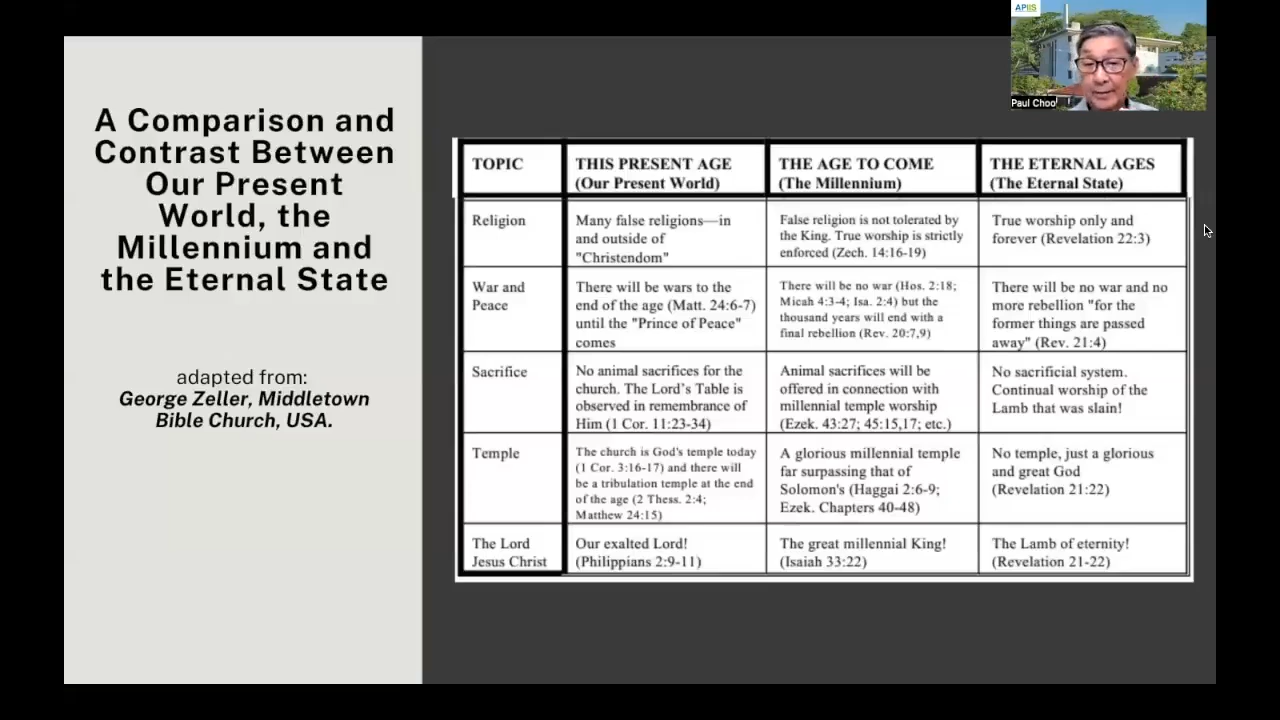 A Comparison and
Contrast Between
Our Present
World, the
Millennium and
the Eternal State
adapted from:
George Zeller, Middletown
Bible Church, USA.
APIIS
Paul Choo
TOPIC
THIS PRESENT AGE
(Our Present World)
THE AGE TO COME
(The Millennium)
THE ETERNAL AGES
(The Eternal State)
Religion
Many false religions—in
and outside of
"Christendom"
False religion is not tolerated by
the King. True worship is strictly
enforced (Zech. 14:16-19)
True worship only and
forever (Revelation 22:3)
War and
Peace
There will be wars to the
end of the age (Matt. 24:6-7)
until the "Prince of Peace"
comes
There will be no war (Hos. 2:18;
Micah 4:3-4; Isa. 2:4) but the
thousand years will end with a
final rebellion (Rev. 20:7,9)
There will be no war and no
more rebellion "for the
former things are passed
away" (Rev. 21:4)
Sacrifice
No animal sacrifices for the
church. The Lord's Table is
observed in remembrance of
Him (1 Cor. 11:23-34)
Animal sacrifices will be
offered in connection with
millennial temple worship
(Ezek. 43:27; 45:15,17; etc.)
No sacrificial system.
Continual worship of the
Lamb that was slain!
Temple
The church is God's temple today
(1 Cor. 3:16-17) and there will
be a tribulation temple at the end
of the age (2 Thess. 2:4;
Matthew 24:15)
A glorious millennial temple
far surpassing that of
Solomon's (Haggai 2:6-9;
Ezek. Chapters 40-48)
No temple, just a glorious
and great God
(Revelation 21:22)
The Lord
Jesus Christ
Our exalted Lord!
(Philippians 2:9-11)
The great millennial King!
(Isaiah 33:22)
The Lamb of eternity!
(Revelation 21-22)